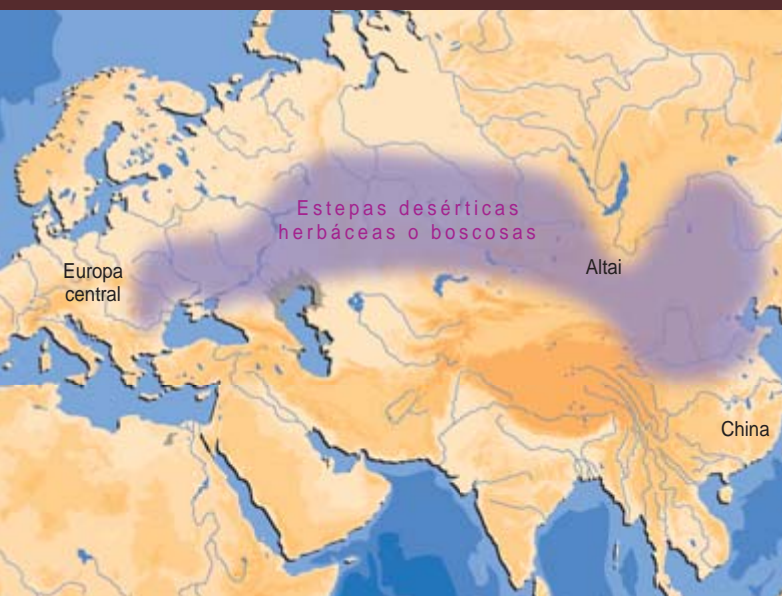 Estepas desérticas
herbáceas o boscosas
Europa
central
Altai
China